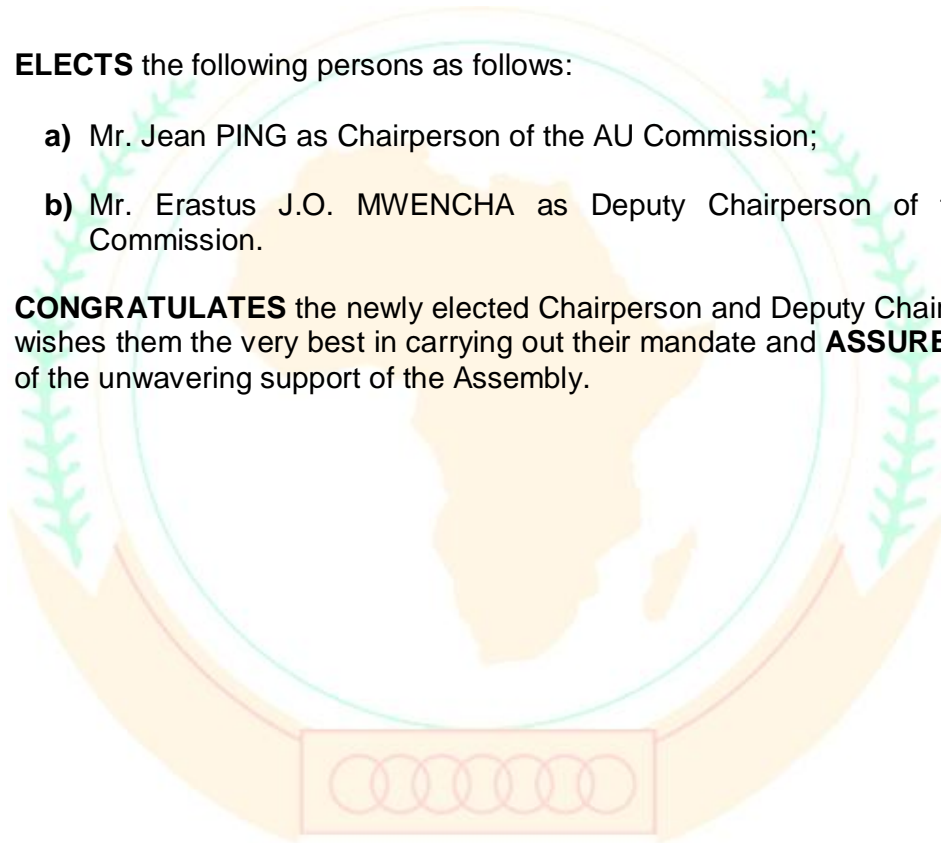 ELECTS the following persons as follows:
a) Mr. Jean PING as Chairperson of the AU Commission;
b) Mr. Erastus J.O. MWENCHA as Deputy Chairperson of
Commission.
CONGRATULATES the newly elected Chairperson and Deputy
wishes them the very best in carrying out their mandate and
of the unwavering support of the Assembly.